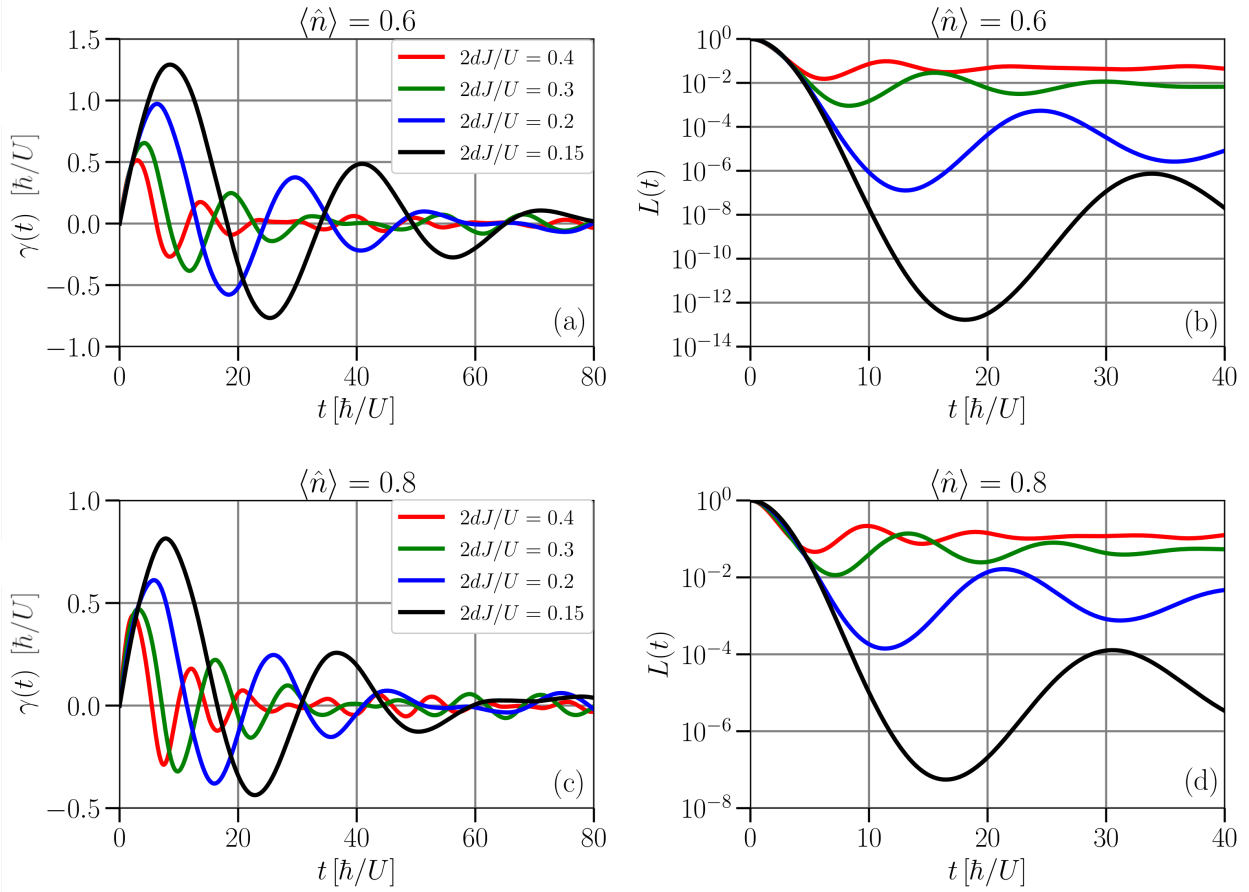 ⟨n̂⟩ = 0.6
1.5
1.0
0.5
0.0
−0.5
−1.0
γ(t) [ħ/U]
2dJ/U = 0.4
2dJ/U = 0.3
2dJ/U = 0.2
2dJ/U = 0.15
(a)
0 20 40 60 80
t [ħ/U]
⟨n̂⟩ = 0.6
10⁰
10⁻²
10⁻⁴
10⁻⁶
10⁻⁸
10⁻¹⁰
10⁻¹²
10⁻¹⁴
L(t)
(b)
0 10 20 30 40
t [ħ/U]
⟨n̂⟩ = 0.8
1.0
0.5
0.0
−0.5
γ(t) [ħ/U]
2dJ/U = 0.4
2dJ/U = 0.3
2dJ/U = 0.2
2dJ/U = 0.15
(c)
0 20 40 60 80
t [ħ/U]
⟨n̂⟩ = 0.8
10⁰
10⁻²
10⁻⁴
10⁻�6
10⁻⁸
L(t)
(d)
0 10 20 30 40
t [ħ/U]